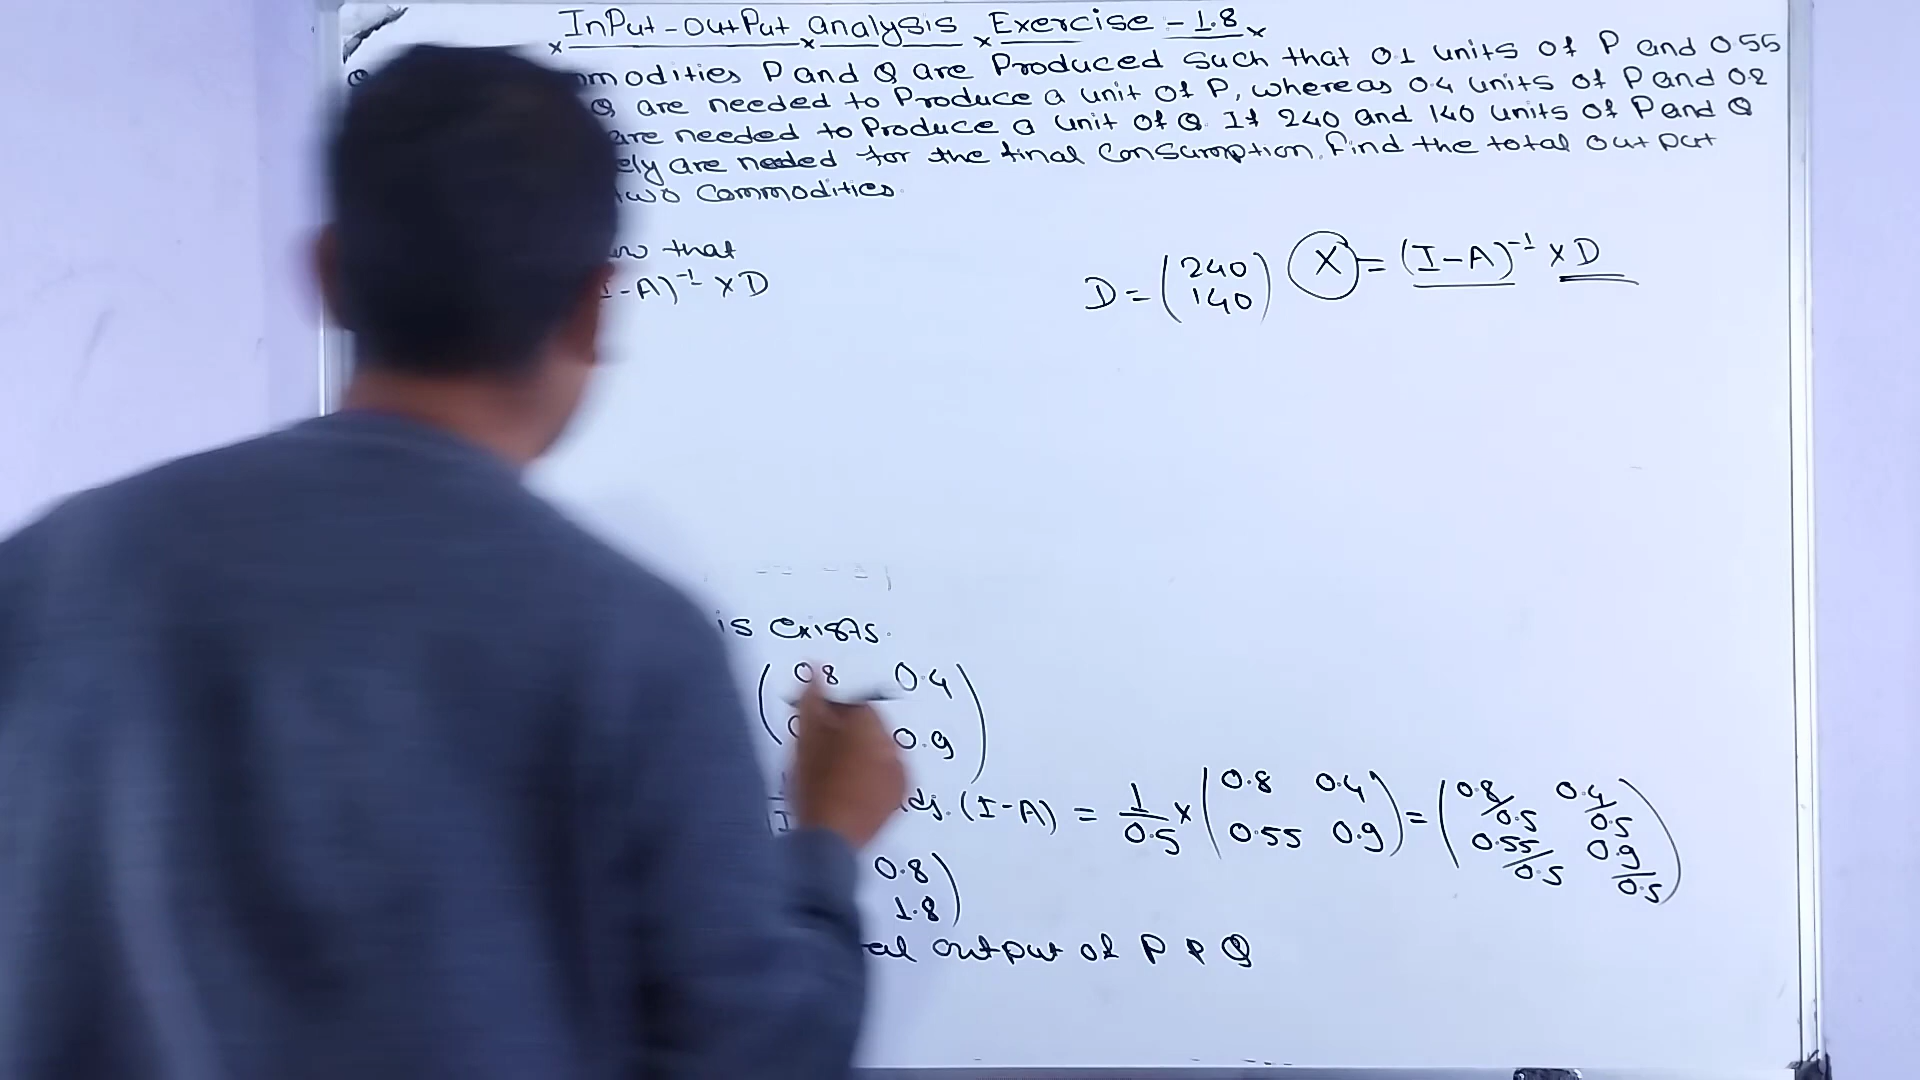 InPut-OutPut analysis Exercise - 1.8
modities P and Q are Produced Such that 0.1 units of P and 0.55
Q are needed to Produce a unit of P, whereas 0.4 units of P and 0.2
are needed to Produce a unit of Q. If 240 and 140 units of P and Q
ely are needed for the final Consumption. find the total output
two Commodities.
that
-A)⁻¹ × D
D = (240 140) X = (I-A)⁻¹ × D
is exists.
0.8 0.4
0.9
adj. (I-A) = 1/0.5 × (0.8 0.4 0.55 0.9) = (0.8/0.5 0.4/0.5 0.55/0.5 0.9/0.5)
0.8
1.8
al output of P & Q